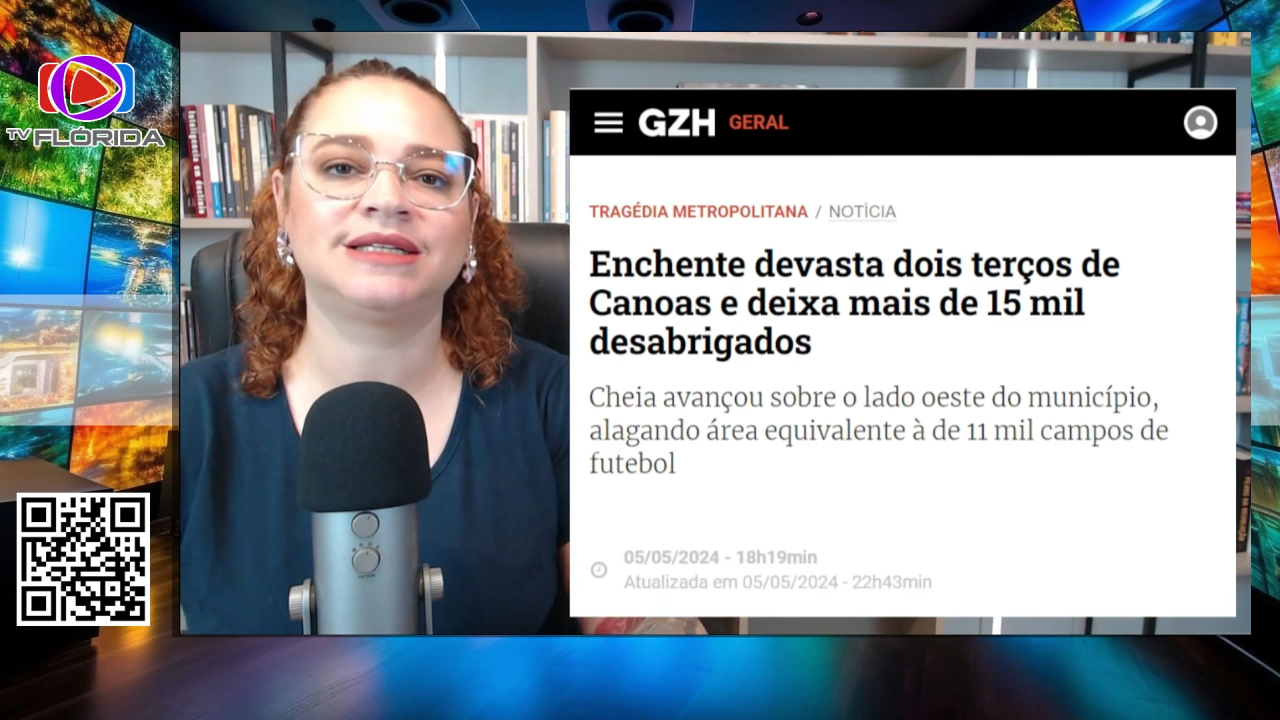 TV FLÓRIDA
GZH GERAL
TRAGÉDIA METROPOLITANA / NOTÍCIA
Enchente devasta dois terços de
Canoas e deixa mais de 15 mil
desabrigados
Cheia avançou sobre o lado oeste do município,
alagando área equivalente à de 11 mil campos de
futebol
05/05/2024 - 18h19min
Atualizada em 05/05/2024 - 22h43min